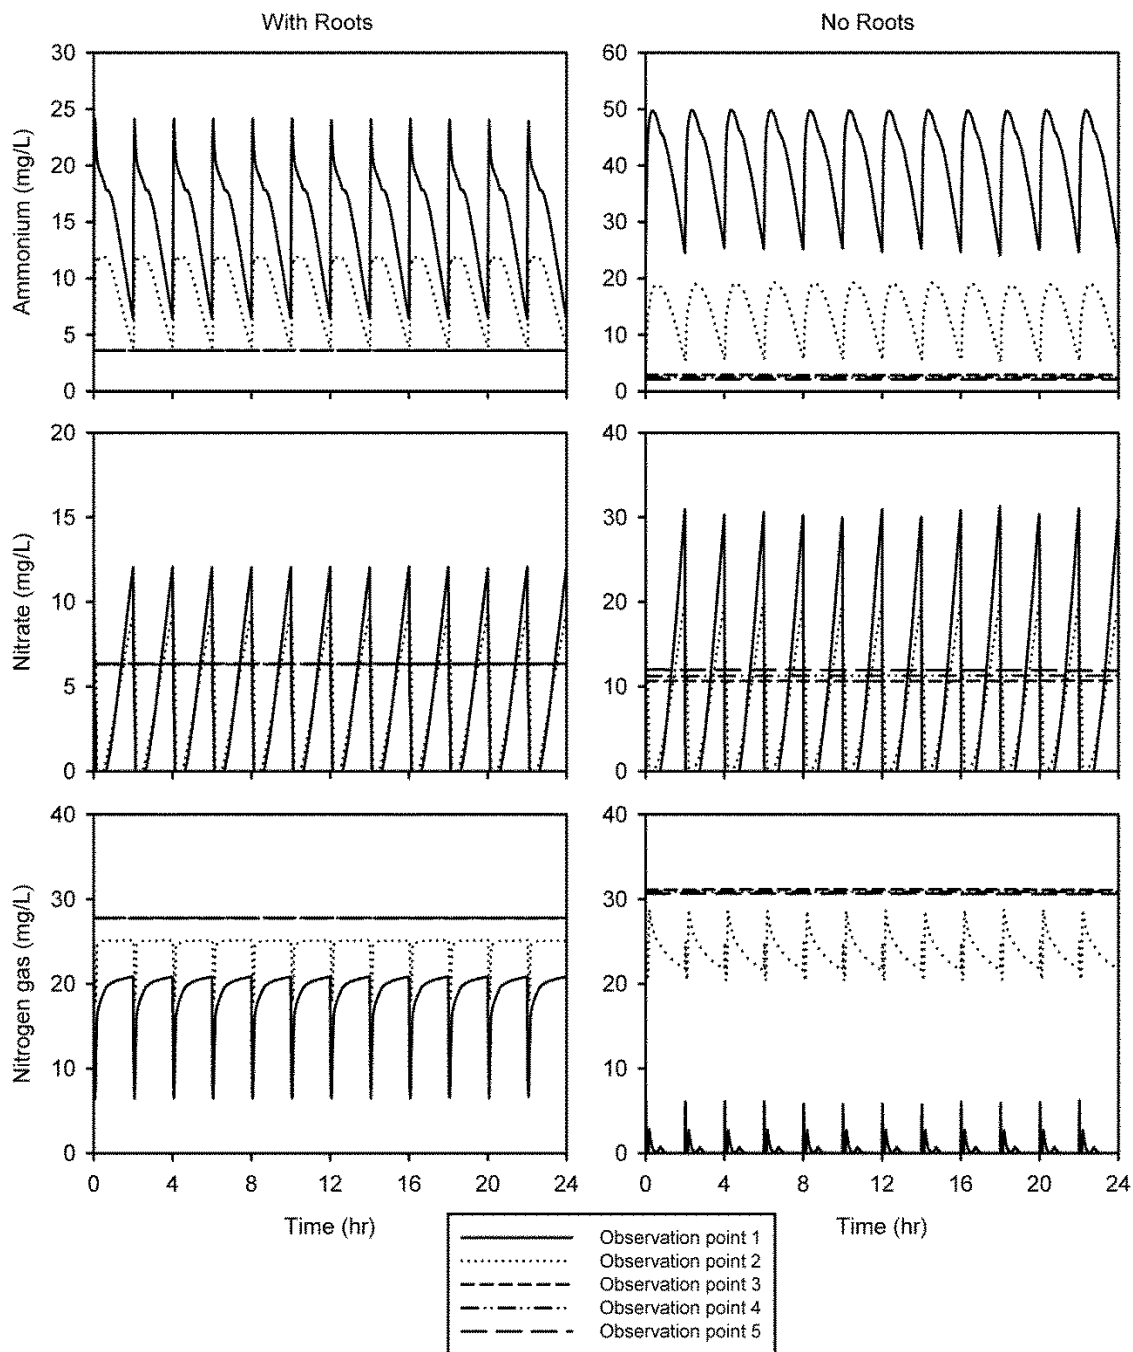 With Roots
No Roots
Ammonium (mg/L)
30
25
20
15
10
5
0
60
50
40
30
20
10
0
Nitrate (mg/L)
20
15
10
5
0
40
30
20
10
0
Nitrogen gas (mg/L)
40
30
20
10
0
40
30
20
10
0
0 4 8 12 16 20 24
0 4 8 12 16 20 24
Time (hr)
Time (hr)
Observation point 1
Observation point 2
Observation point 3
Observation point 4
Observation point 5